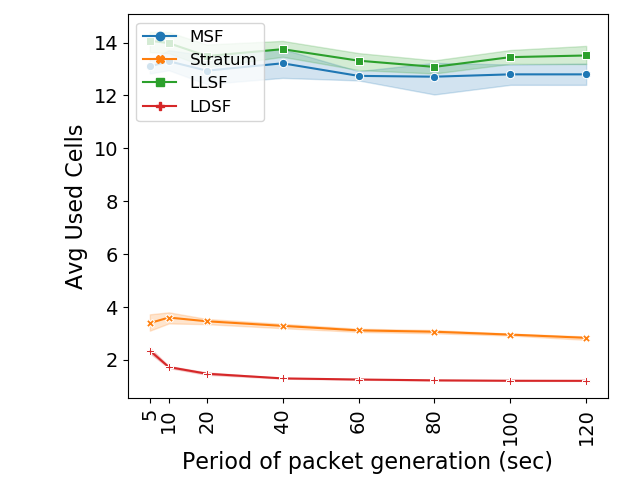 14
12
10
8
6
4
2
Avg Used Cells
MSF
Stratum
LLSF
LDSF
5
10
20
40
60
80
100
120
Period of packet generation (sec)